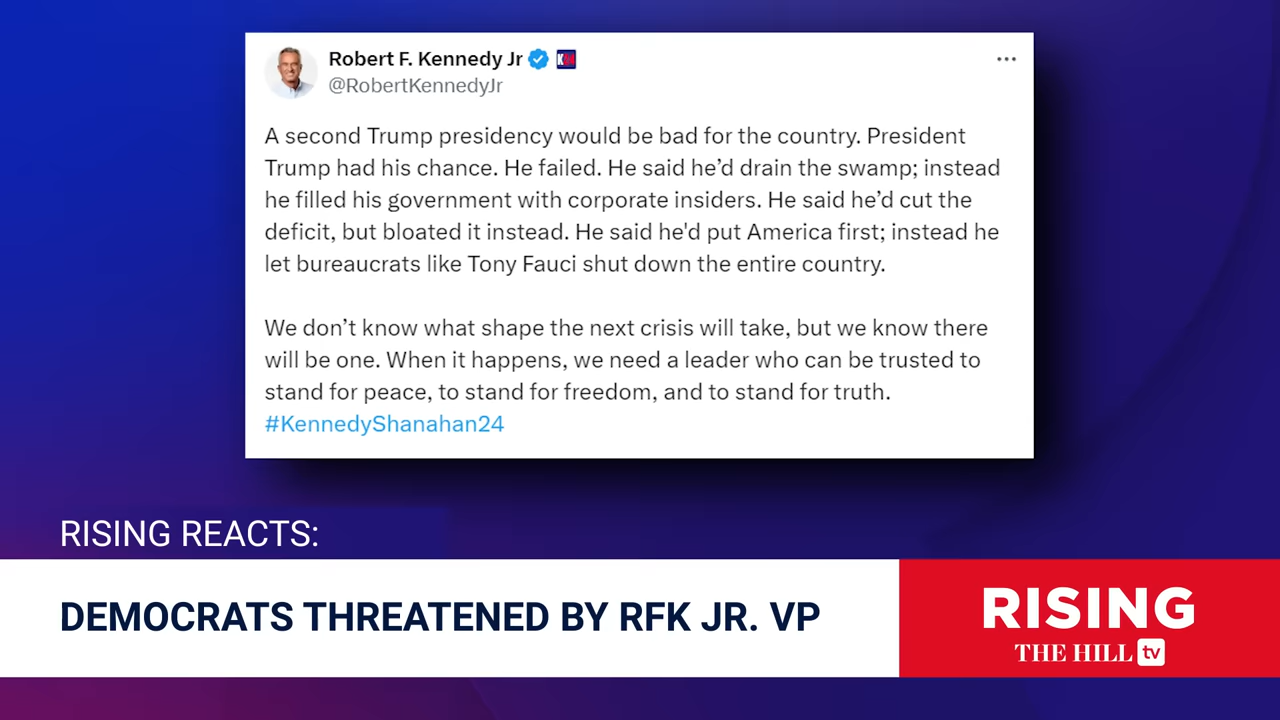 Robert F. Kennedy Jr
@RobertKennedyJr
A second Trump presidency would be bad for the country. President
Trump had his chance. He failed. He said he’d drain the swamp; instead
he filled his government with corporate insiders. He said he’d cut the
deficit, but bloated it instead. He said he'd put America first; instead he
let bureaucrats like Tony Fauci shut down the entire country.
We don’t know what shape the next crisis will take, but we know there
will be one. When it happens, we need a leader who can be trusted to
stand for peace, to stand for freedom, and to stand for truth.
#KennedyShanahan24
RISING REACTS:
DEMOCRATS THREATENED BY RFK JR. VP
RISING
THE HILL tv